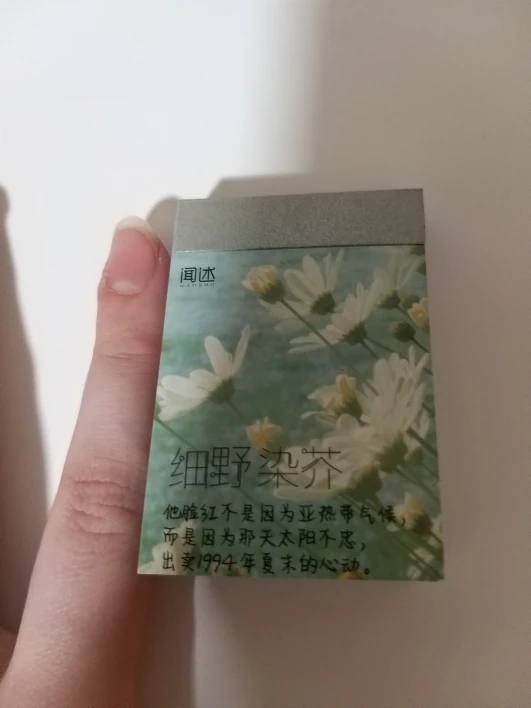 闻述
WENSHU
细野染芥
他脸红不是因为亚热带气候，
而是因为那天太阳不忠，
出卖1994年夏末的心动。